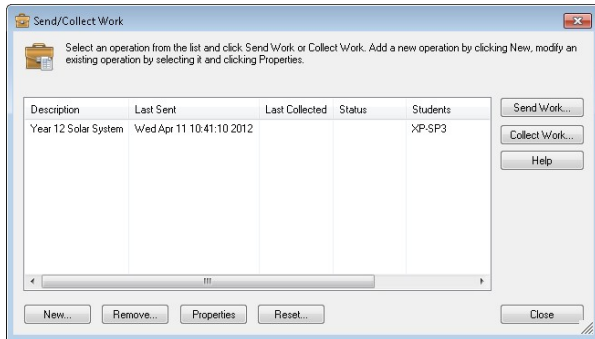 Send/Collect Work
Select an operation from the list and click Send Work or Collect Work. Add a new operation by clicking New, modify an
existing operation by selecting it and clicking Properties.
Description Last Sent Last Collected Status Students
Year 12 Solar System Wed Apr 11 10:41:10 2012 XP-SP3
Send Work...
Collect Work...
Help
New... Remove... Properties Reset... Close